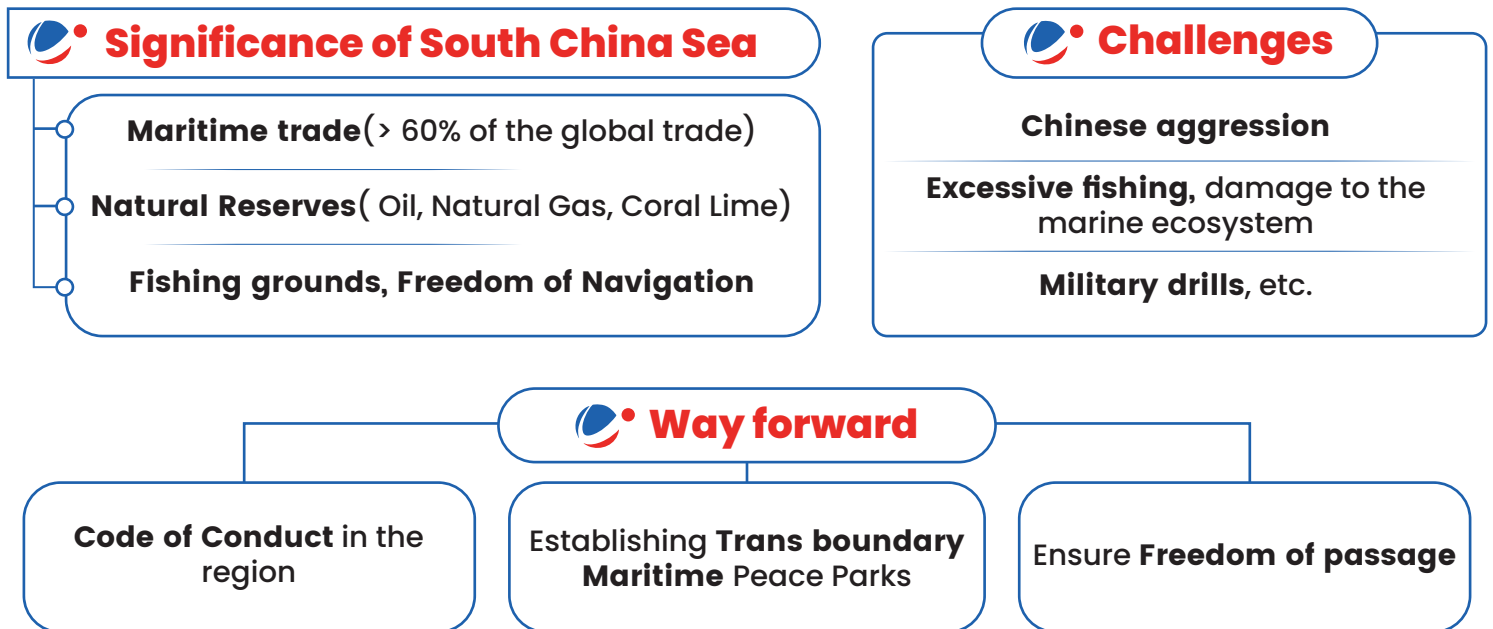 Significance of South China Sea
Maritime trade(> 60% of the global trade)
Natural Reserves( Oil, Natural Gas, Coral Lime)
Fishing grounds, Freedom of Navigation
Challenges
Chinese aggression
Excessive fishing, damage to the
marine ecosystem
Military drills, etc.
Way forward
Code of Conduct in the
region
Establishing Trans boundary
Maritime Peace Parks
Ensure Freedom of passage